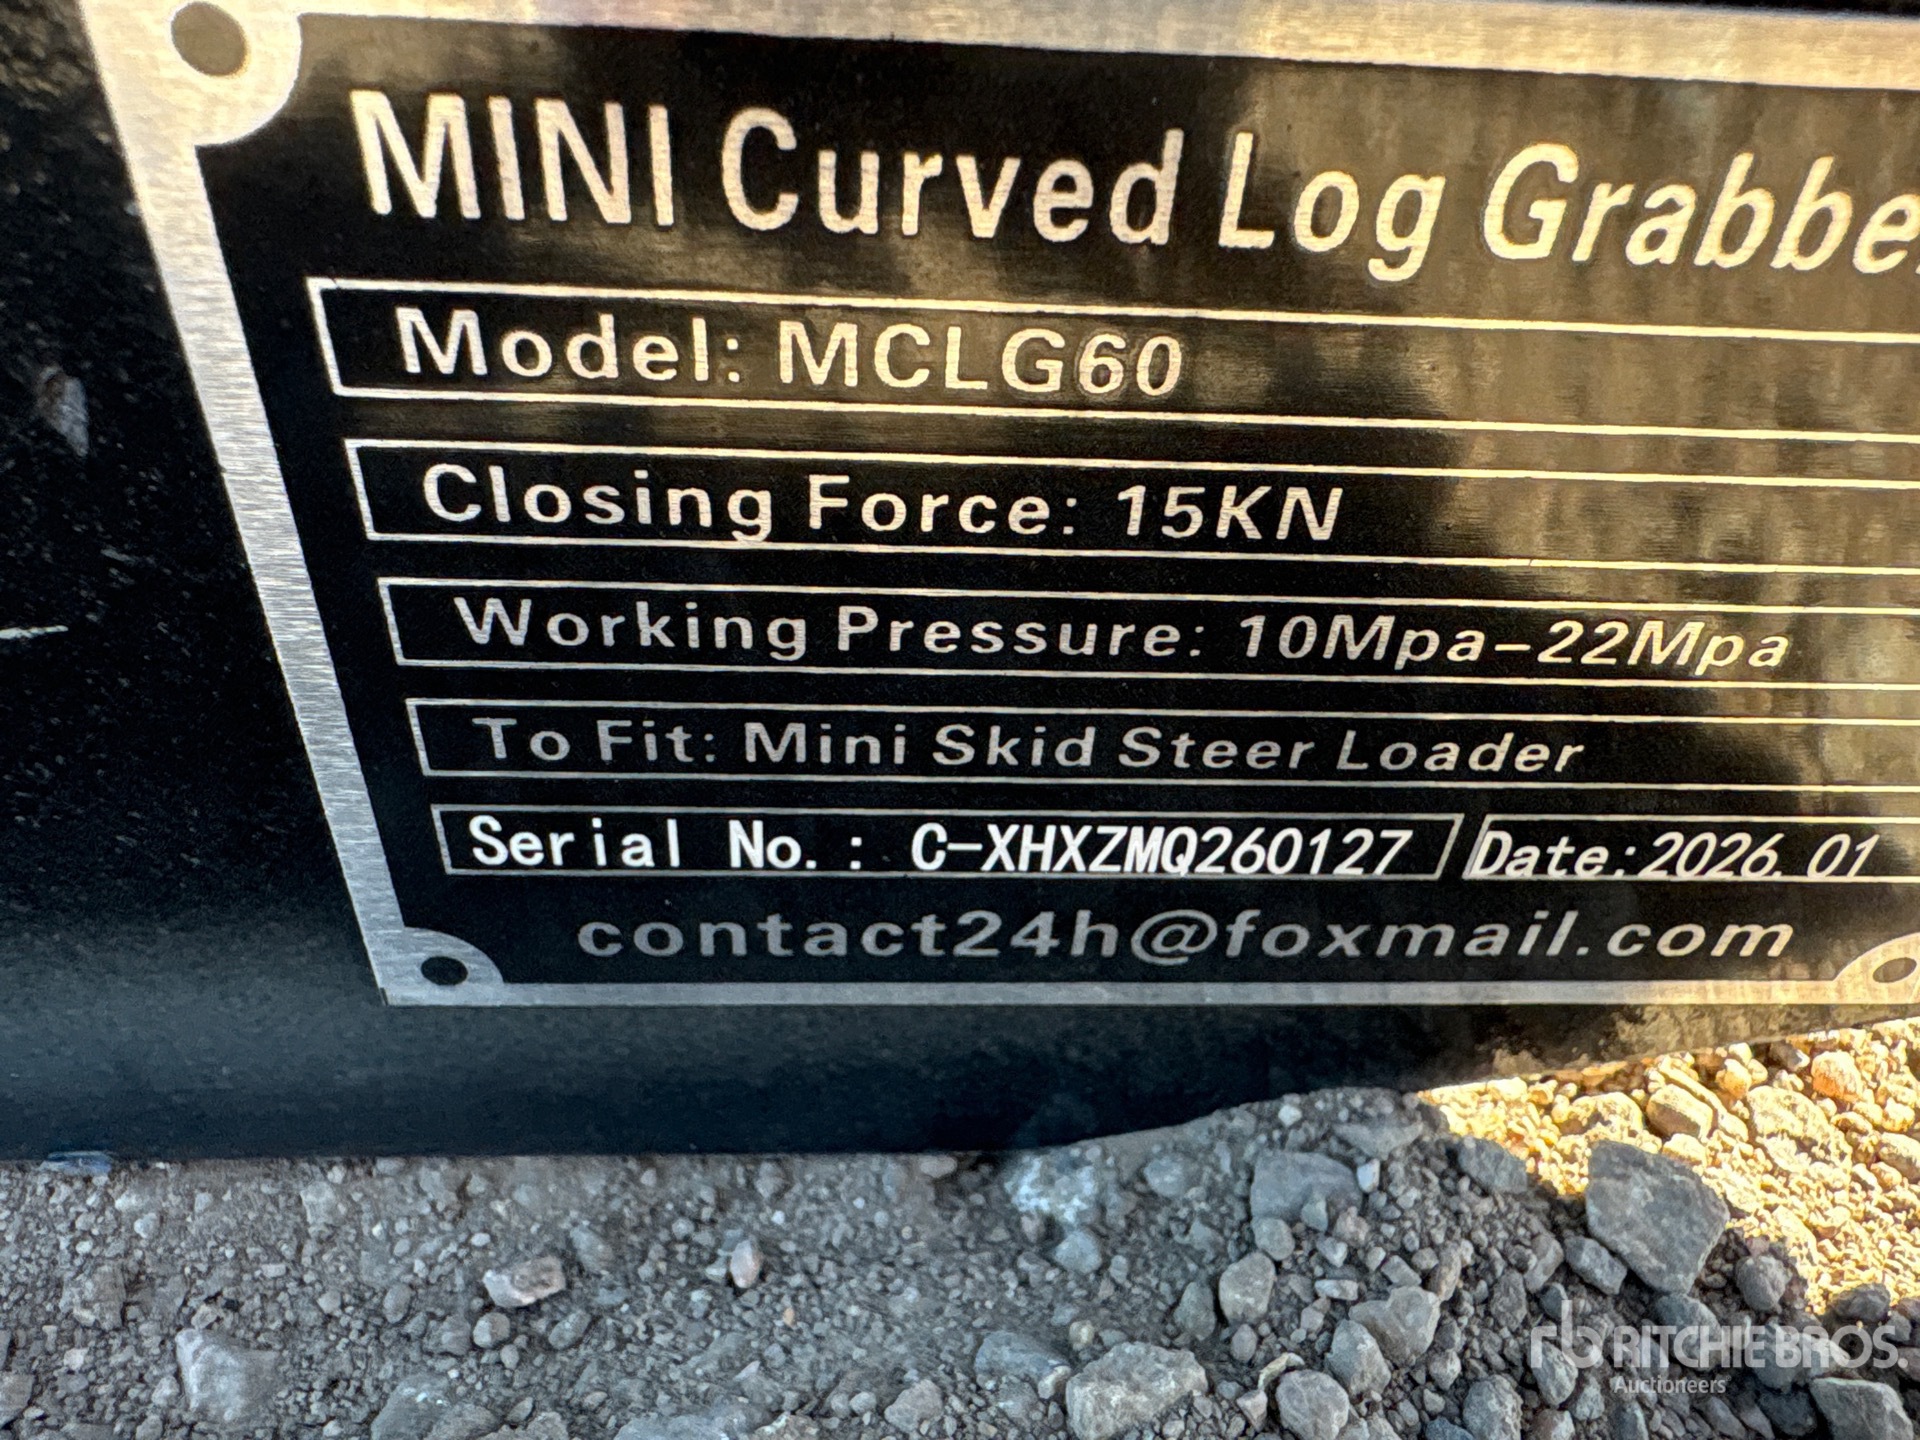 MINI Curved Log Grabbe
Model: MCLG60
Closing Force: 15KN
Working Pressure: 10Mpa-22Mpa
To Fit: Mini Skid Steer Loader
Serial No.: C-XHXZMQ260127 Date:2026.01
contact24h@foxmail.com
rb RITCHIE BROS.
Auctioneers